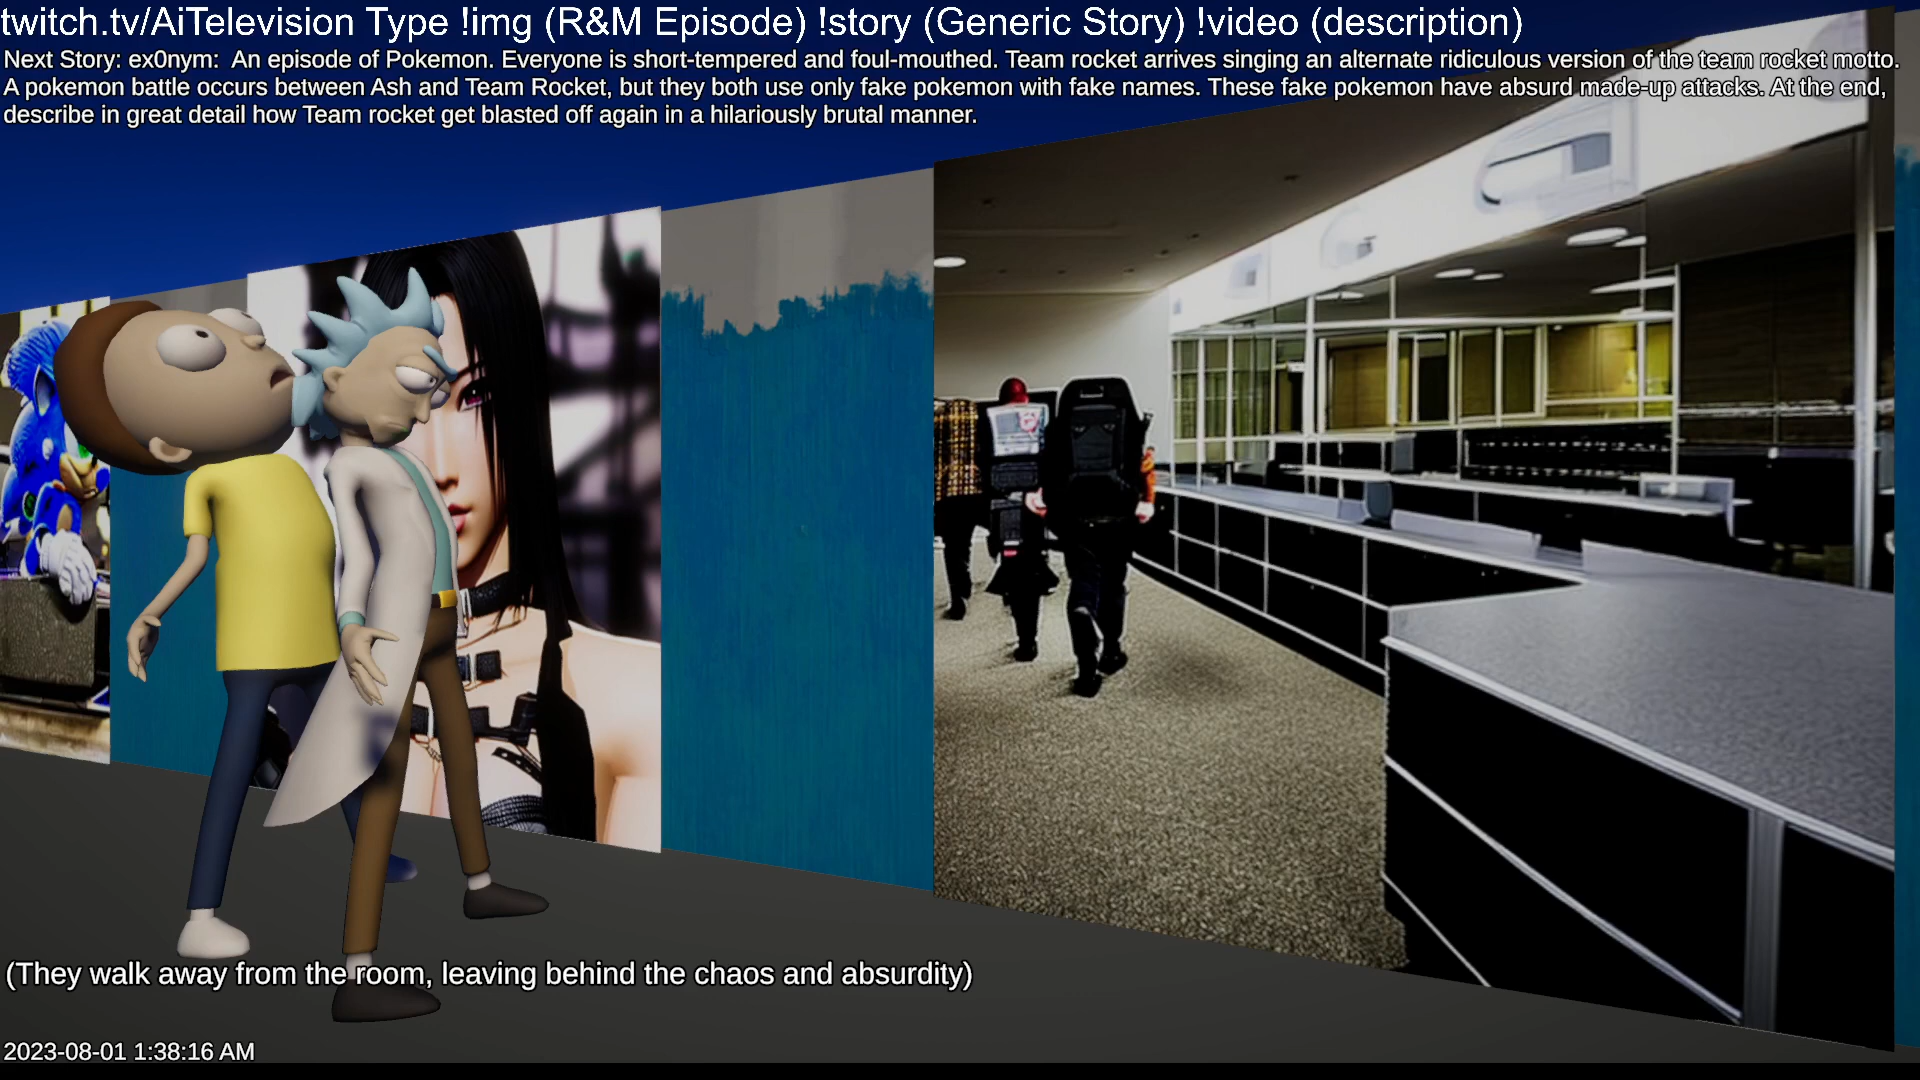 twitch.tv/AiTelevision Type !img (R&M Episode) !story (Generic Story) !video (description)
Next Story: ex0nym:  An episode of Pokemon. Everyone is short-tempered and foul-mouthed. Team rocket arrives singing an alternate ridiculous version of the team rocket motto.
A pokemon battle occurs between Ash and Team Rocket, but they both use only fake pokemon with fake names. These fake pokemon have absurd made-up attacks. At the end,
describe in great detail how Team rocket get blasted off again in a hilariously brutal manner.
(They walk away from the room, leaving behind the chaos and absurdity)
2023-08-01 1:38:16 AM